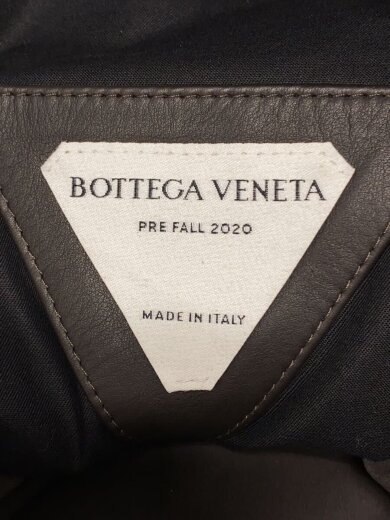 BOTTEGA VENETA
PRE FALL 2020
MADE IN ITALY